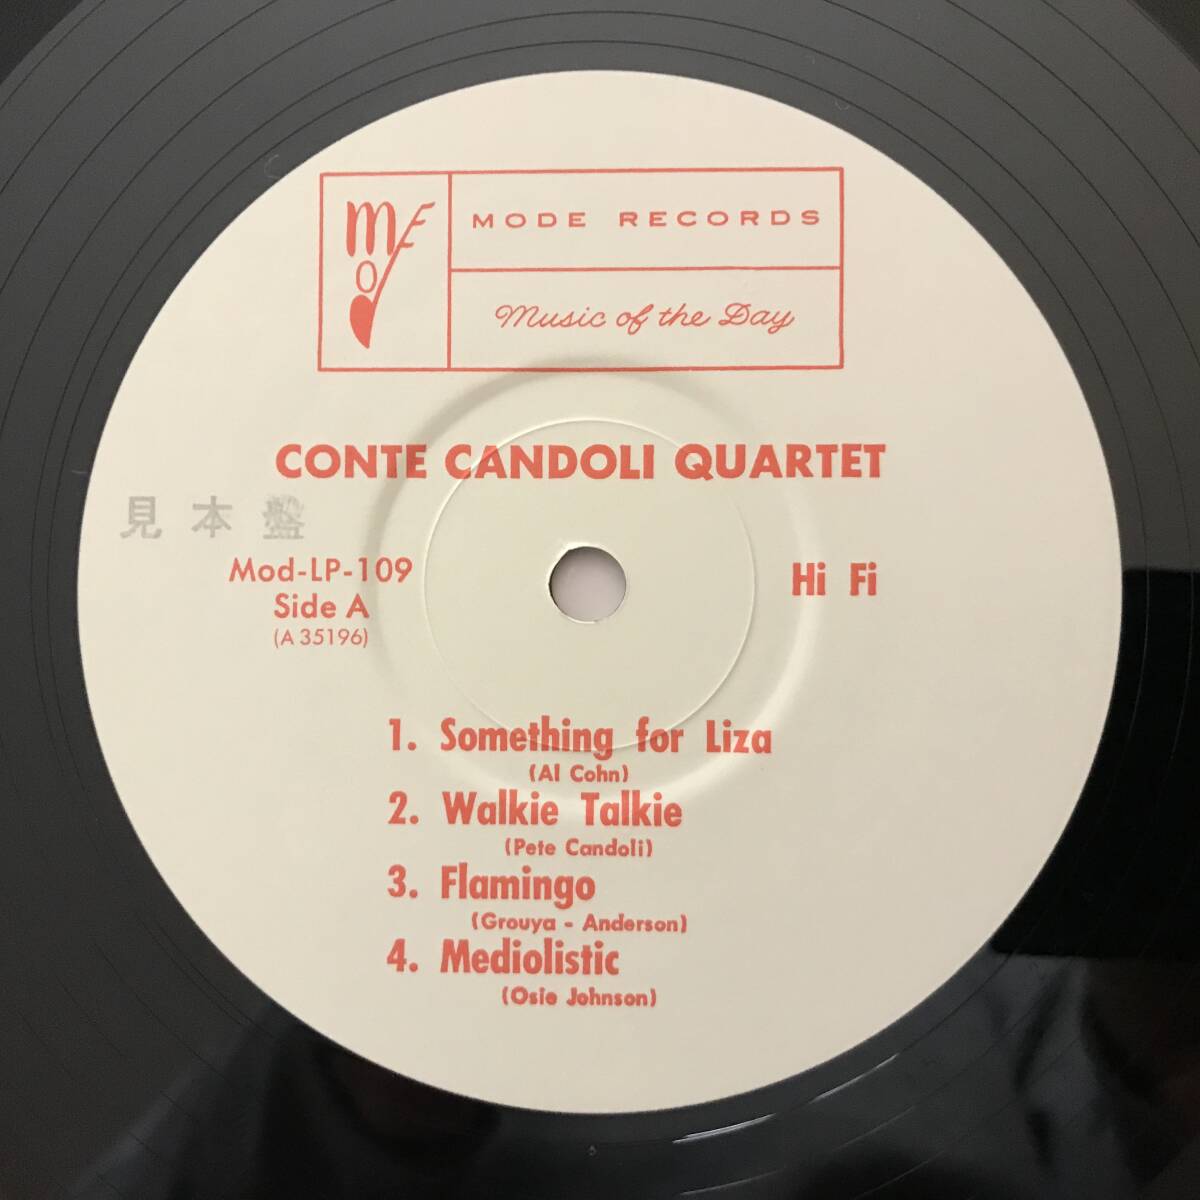 MODE
MODE RECORDS
Music of the Day
CONTE CANDOLI QUARTET
見本盤
Mod-LP-109
Hi Fi
Side A
(A 35196)
1. Something for Liza
(Al Cohn)
2. Walkie Talkie
(Pete Candoli)
3. Flamingo
(Grouya - Anderson)
4. Mediolistic
(Osie Johnson)